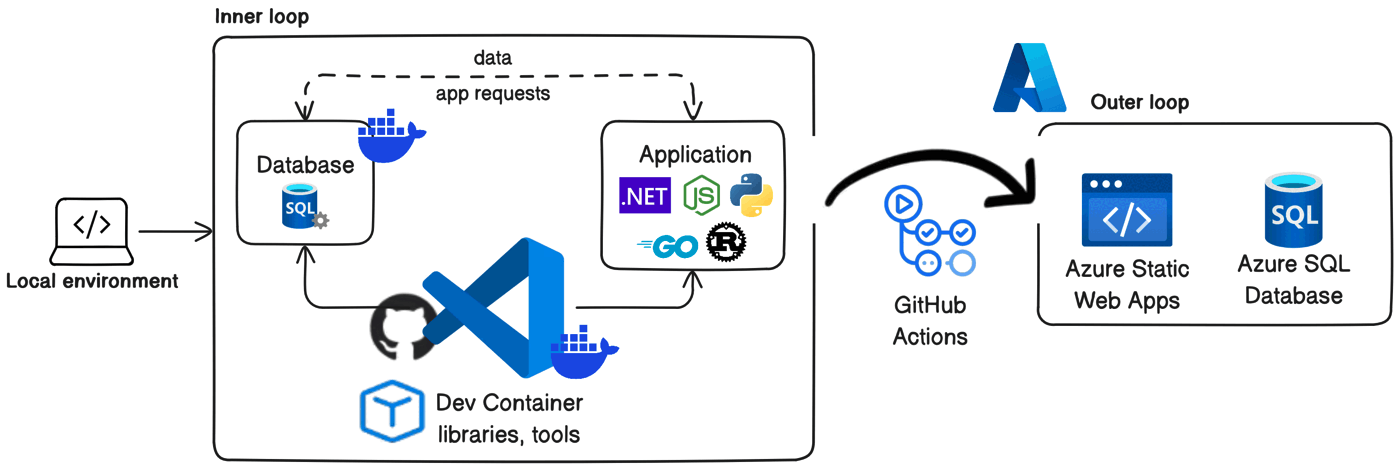 Inner loop
data
app requests
Outer loop
Database
SQL
Application
.NET
JS
GO
R
Local environment
Dev Container
libraries, tools
GitHub
Actions
Azure Static
Web Apps
SQL
Azure SQL
Database